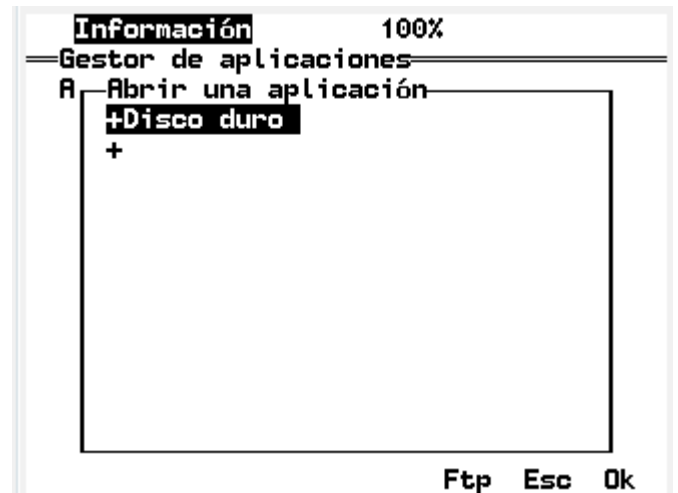 Información 100%
Gestor de aplicaciones
A Abrir una aplicación
+Disco duro
+
Ftp Esc Ok